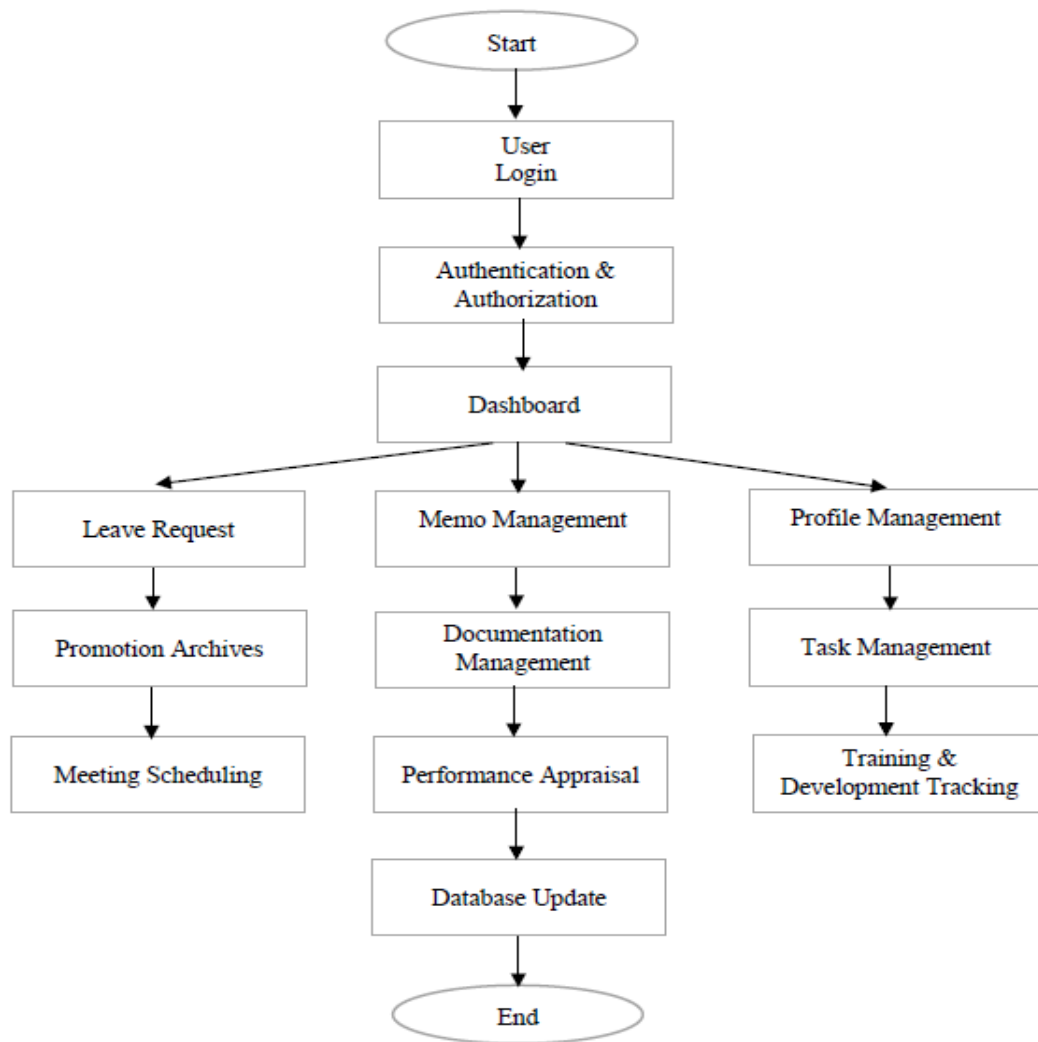 Start
User
Login
Authentication &
Authorization
Dashboard
Leave Request
Memo Management
Profile Management
Promotion Archives
Documentation
Management
Task Management
Meeting Scheduling
Performance Appraisal
Training &
Development Tracking
Database Update
End